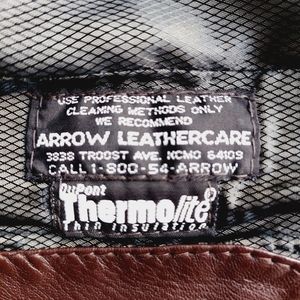 USE PROFESSIONAL LEATHER
CLEANING METHODS ONLY
WE RECOMMEND
ARROW LEATHERCARE
3838 TROOST AVE. KCMO 64109
CALL 1-800-54-ARROW
DuPont
Thermolite®
thin insulation